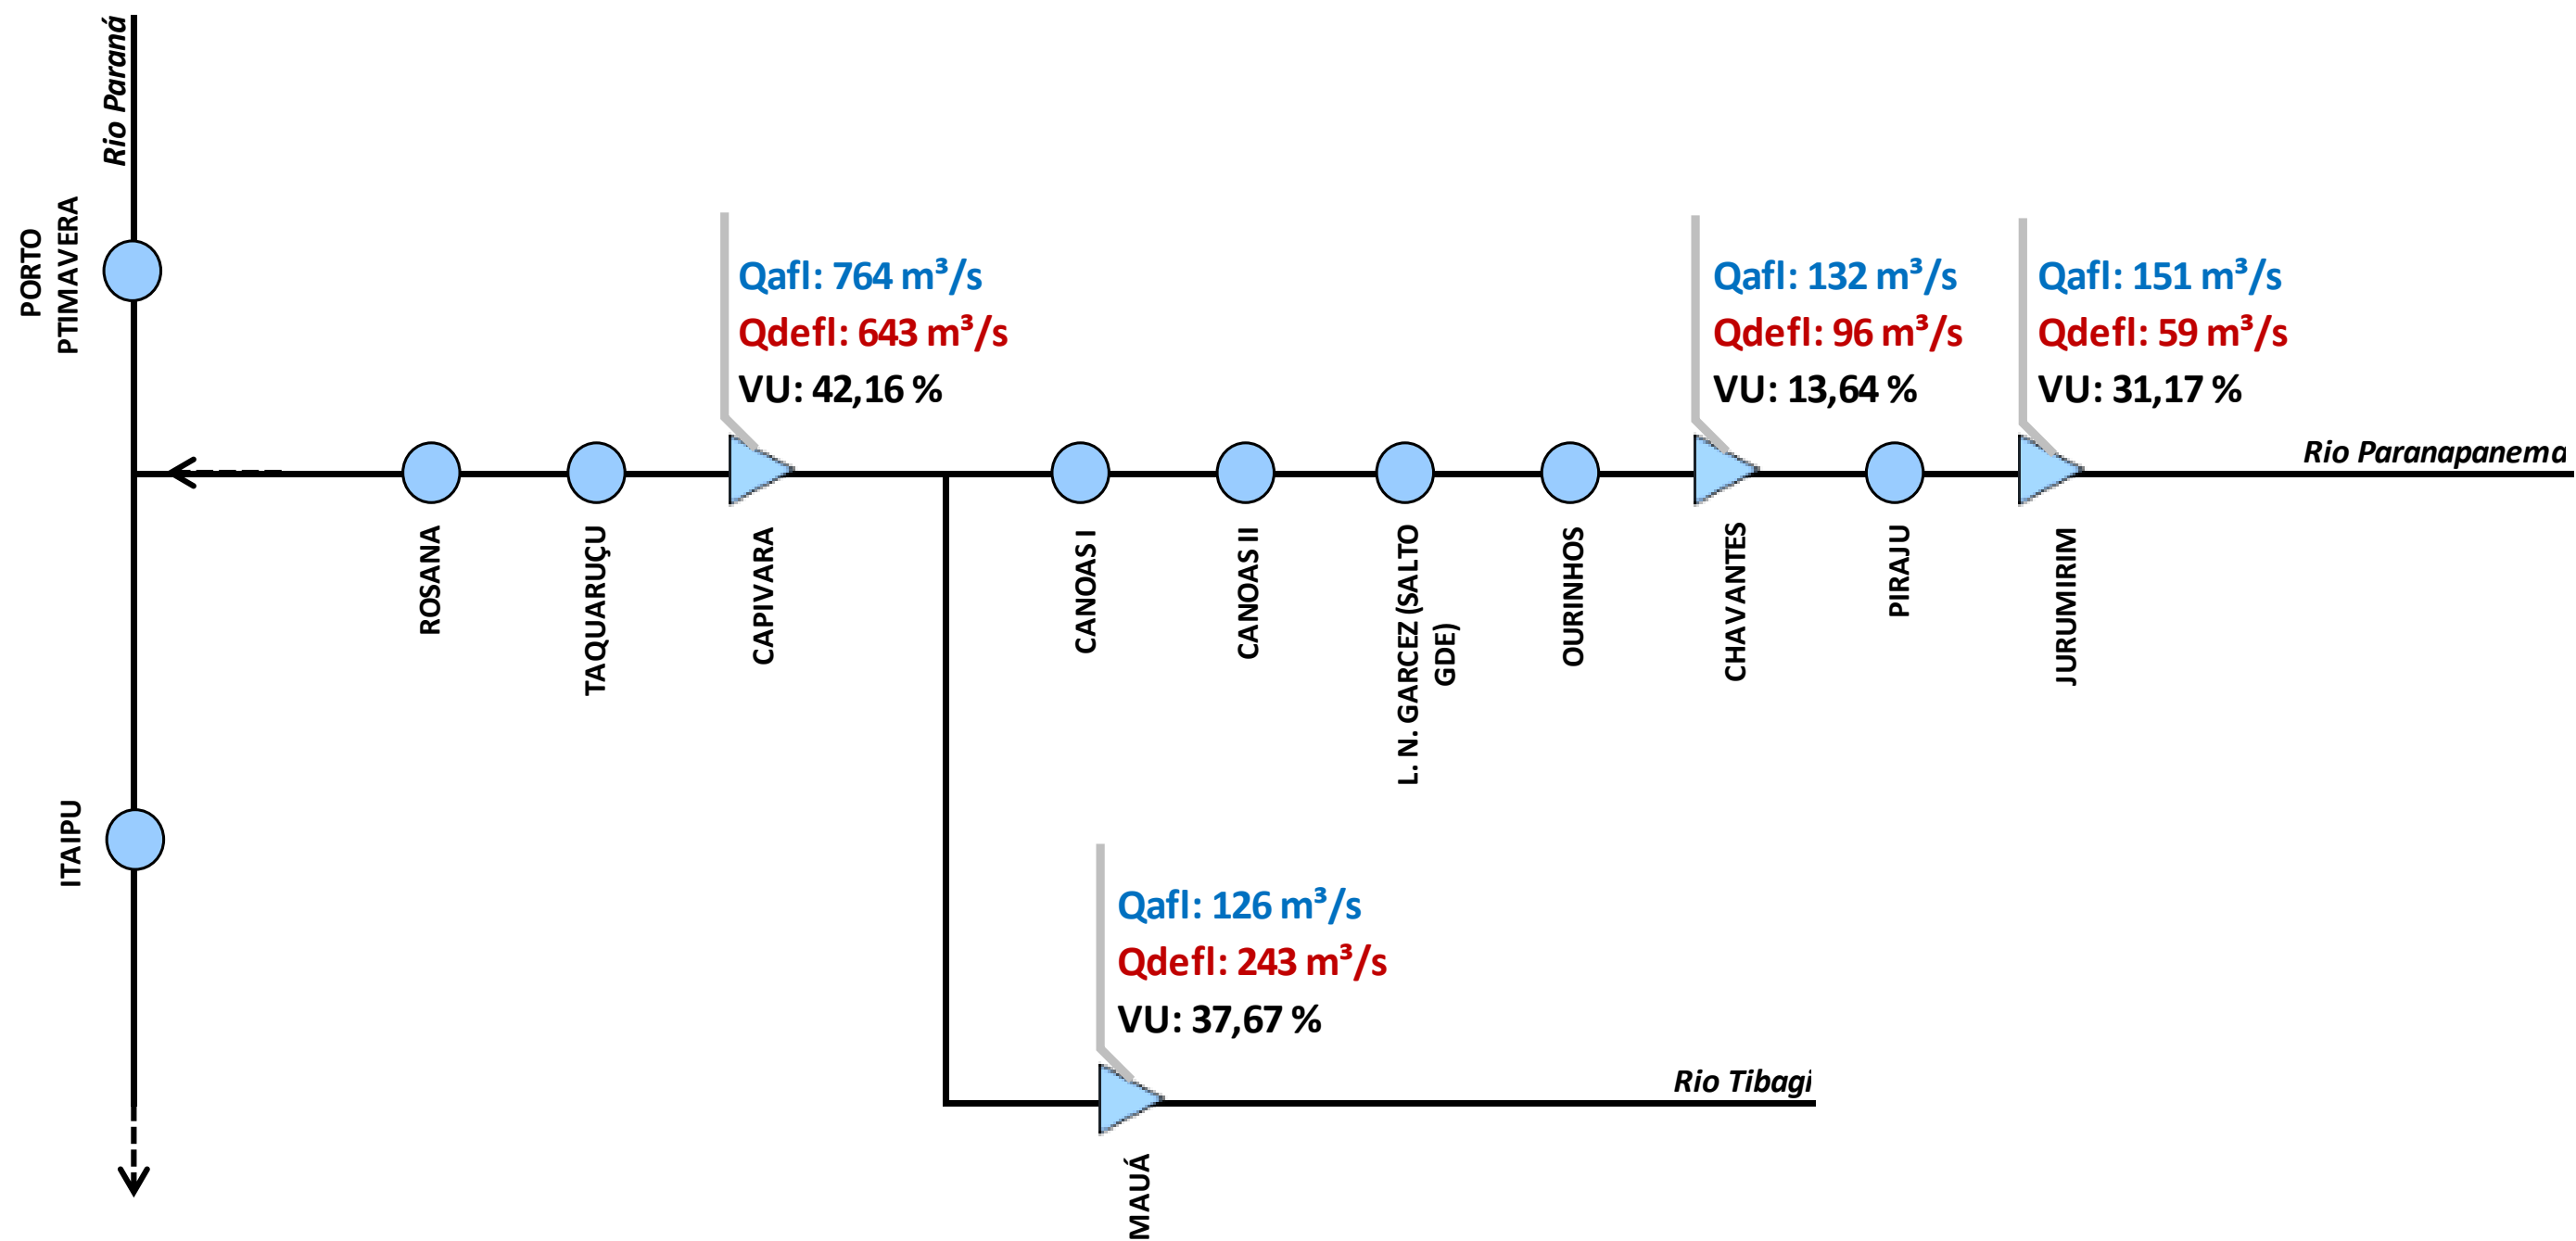 Rio Paraná
PORTO
PTIMAVERA
Qafl: 764 m³/s
Qdefl: 643 m³/s
VU: 42,16 %
Qafl: 132 m³/s
Qdefl: 96 m³/s
VU: 13,64 %
Qafl: 151 m³/s
Qdefl: 59 m³/s
VU: 31,17 %
Rio Paranapanema
ROSANA
TAQUARUÇU
CAPIVARA
CANOAS I
CANOAS II
L. N. GARCEZ (SALTO
GDE)
OURINHOS
CHAVANTES
PIRAJU
JURUMIRIM
ITAIPU
Qafl: 126 m³/s
Qdefl: 243 m³/s
VU: 37,67 %
Rio Tibagi
MAUÁ